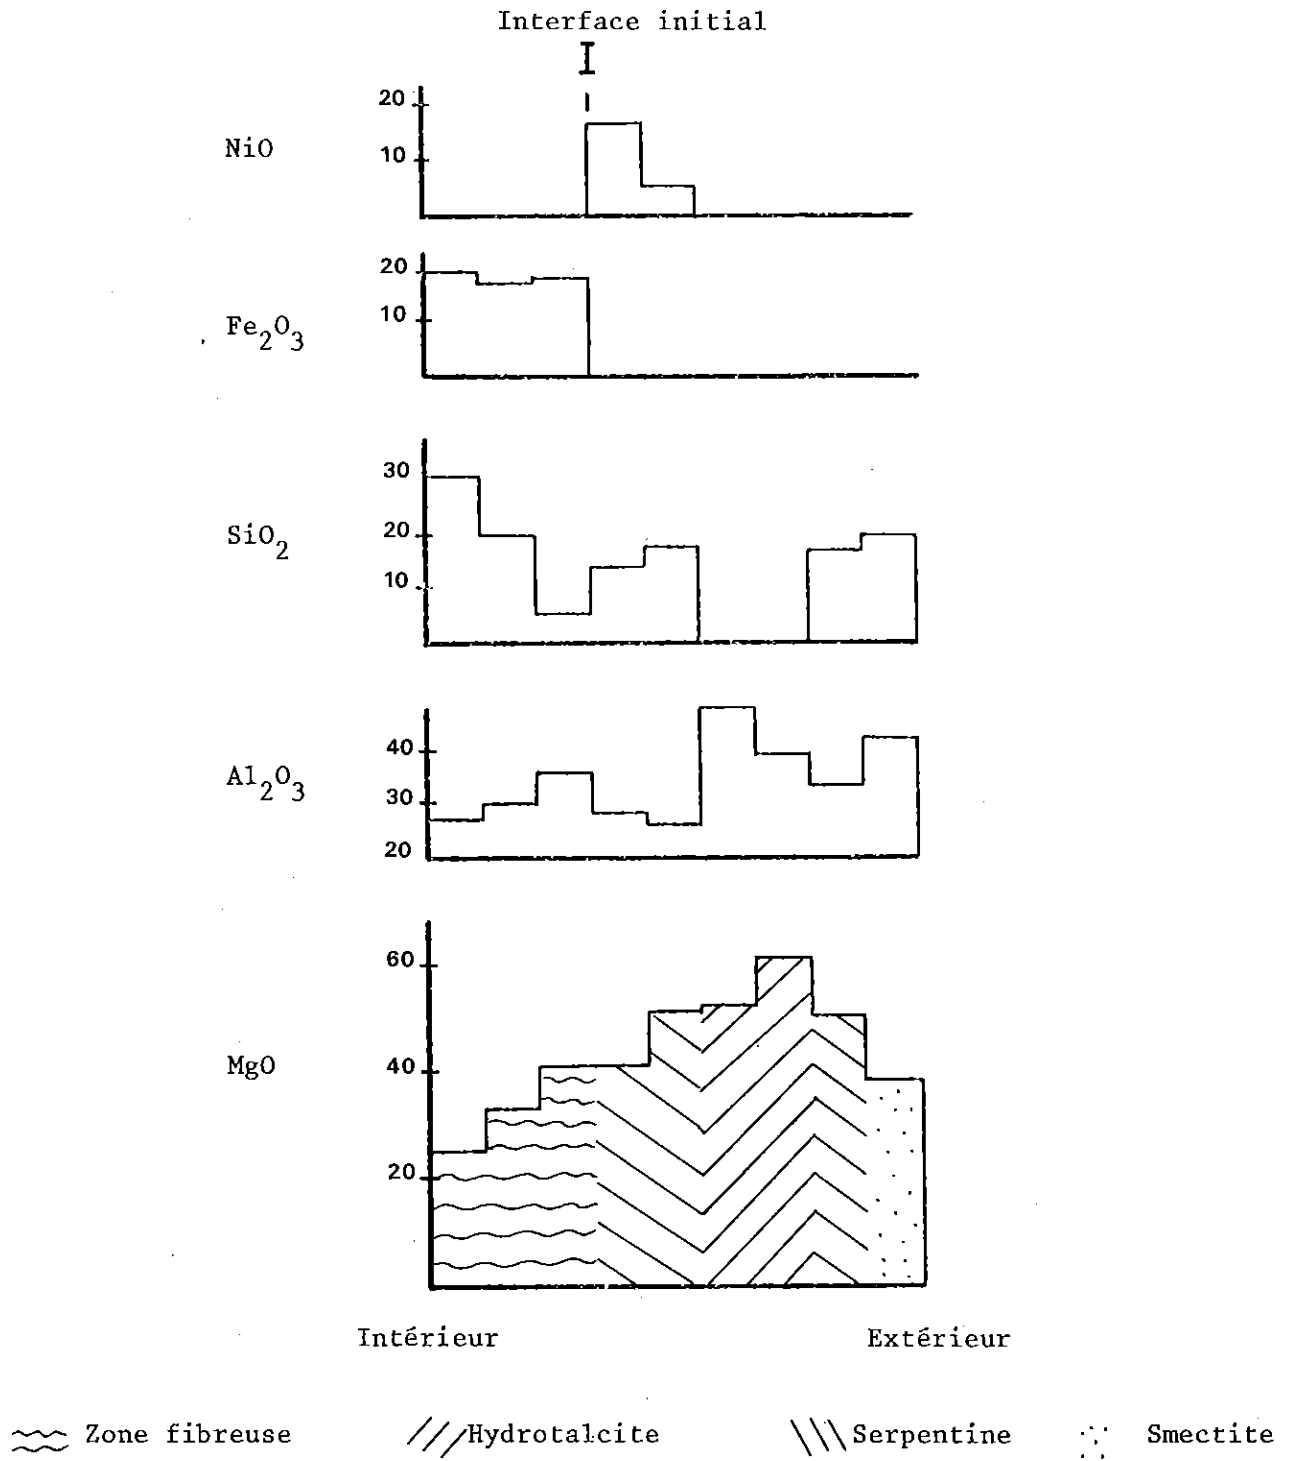 Interface initial
I
NiO
20
10
Fe2O3
20
10
SiO2
30
20
10
Al2O3
40
30
20
MgO
60
40
20
Intérieur Extérieur
Zone fibreuse Hydrotalcite Serpentine Smectite